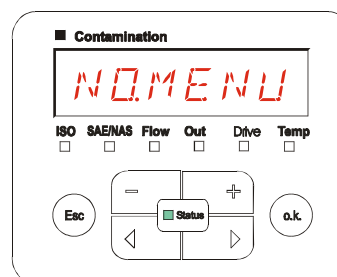 Contamination
NO.MENU
ISO SAE/NAS Flow Out Drive Temp
− +
Esc Status o.k.